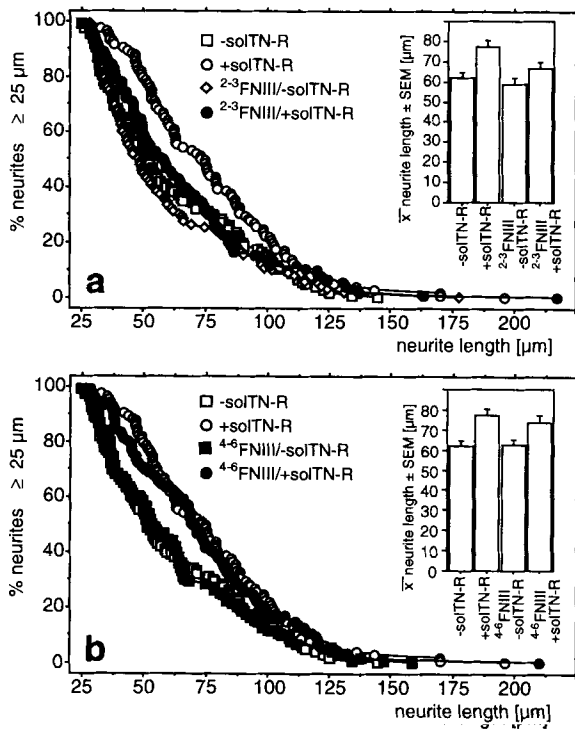 100
80
60
40
20
0
% neurites ≥ 25 µm
-solTN-R
+solTN-R
2-3FNIII/-solTN-R
2-3FNIII/+solTN-R
x neurite length ± SEM [µm]
80
70
60
50
40
30
20
10
0
-solTN-R
+solTN-R
2-3FNIII
-solTN-R
2-3FNIII
+solTN-R
a
25 50 75 100 125 150 175 200
neurite length [µm]
100
80
60
40
20
0
% neurites ≥ 25 µm
-solTN-R
+solTN-R
4-6FNIII/-solTN-R
4-6FNIII/+solTN-R
x neurite length ± SEM [µm]
80
70
60
50
40
30
20
10
0
-solTN-R
+solTN-R
4-6FNIII
-solTN-R
4-6FNIII
+solTN-R
b
25 50 75 100 125 150 175 200
neurite length [µm]